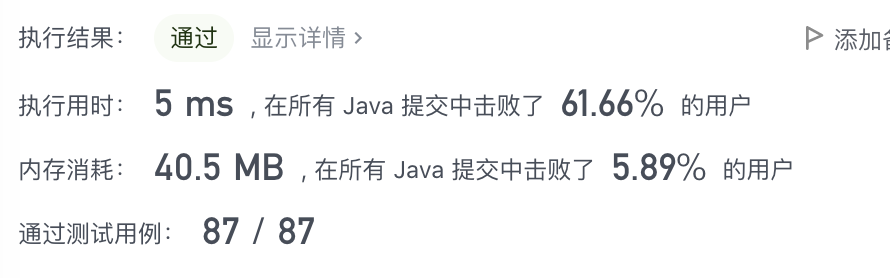 执行结果： 通过 显示详情 > 添加备
执行用时： 5 ms , 在所有 Java 提交中击败了 61.66% 的用户
内存消耗： 40.5 MB , 在所有 Java 提交中击败了 5.89% 的用户
通过测试用例： 87 / 87